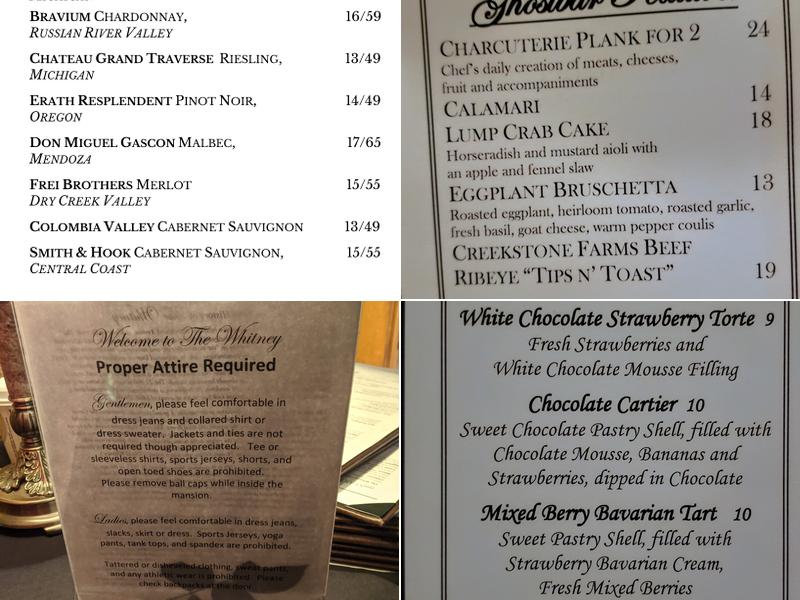 BRAVIUM CHARDONNAY, 16/59
RUSSIAN RIVER VALLEY
CHATEAU GRAND TRAVERSE RIESLING, 13/49
MICHIGAN
ERATH RESPLENDENT PINOT NOIR, 14/49
OREGON
DON MIGUEL GASCON MALBEC, 17/65
MENDOZA
FREI BROTHERS MERLOT 15/55
DRY CREEK VALLEY
COLOMBIA VALLEY CABERNET SAUVIGNON 13/49
SMITH & HOOK CABERNET SAUVIGNON, 15/55
CENTRAL COAST
Ghostbar
CHARCUTERIE PLANK FOR 2 24
Chef's daily creation of meats, cheeses,
fruit and accompaniments
CALAMARI 14
LUMP CRAB CAKE 18
Horseradish and mustard aioli with
an apple and fennel slaw
EGGPLANT BRUSCHETTA 13
Roasted eggplant, heirloom tomato, roasted garlic,
fresh basil, goat cheese, warm pepper coulis
CREEKSTONE FARMS BEEF
RIBEYE “TIPS N’ TOAST” 19
Welcome to The Whitney
Proper Attire Required
Gentlemen, please feel comfortable in
dress jeans and collared shirt or
dress sweater. Jackets and ties are not
required though appreciated. Tee or
sleeveless shirts, sports jerseys, shorts, and
open toed shoes are prohibited.
Please remove ball caps while inside the
mansion.
Ladies, please feel comfortable in dress jeans,
slacks, skirt or dress. Sports Jerseys, yoga
pants, tank tops, and spandex are prohibited.
Tattered or disheveled clothing, sweat pants,
and any athletic wear is prohibited. Please
check backpacks at the door.
White Chocolate Strawberry Torte 9
Fresh Strawberries and
White Chocolate Mousse Filling
Chocolate Cartier 10
Sweet Chocolate Pastry Shell, filled with
Chocolate Mousse, Bananas and
Strawberries, dipped in Chocolate
Mixed Berry Bavarian Tart 10
Sweet Pastry Shell, filled with
Strawberry Bavarian Cream,
Fresh Mixed Berries